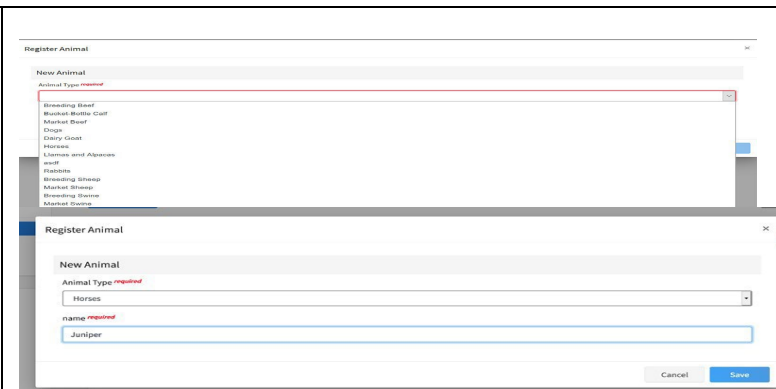 Register Animal ×
New Animal
Animal Type required
Breeding Beef
Bucket-Bottle Calf
Market Beef
Dogs
Dairy Goat
Horses
Llamas and Alpacas
asdf
Rabbits
Breeding Sheep
Market Sheep
Breeding Swine
Market Swine
Register Animal ×
New Animal
Animal Type required
Horses
name required
Juniper
Cancel Save